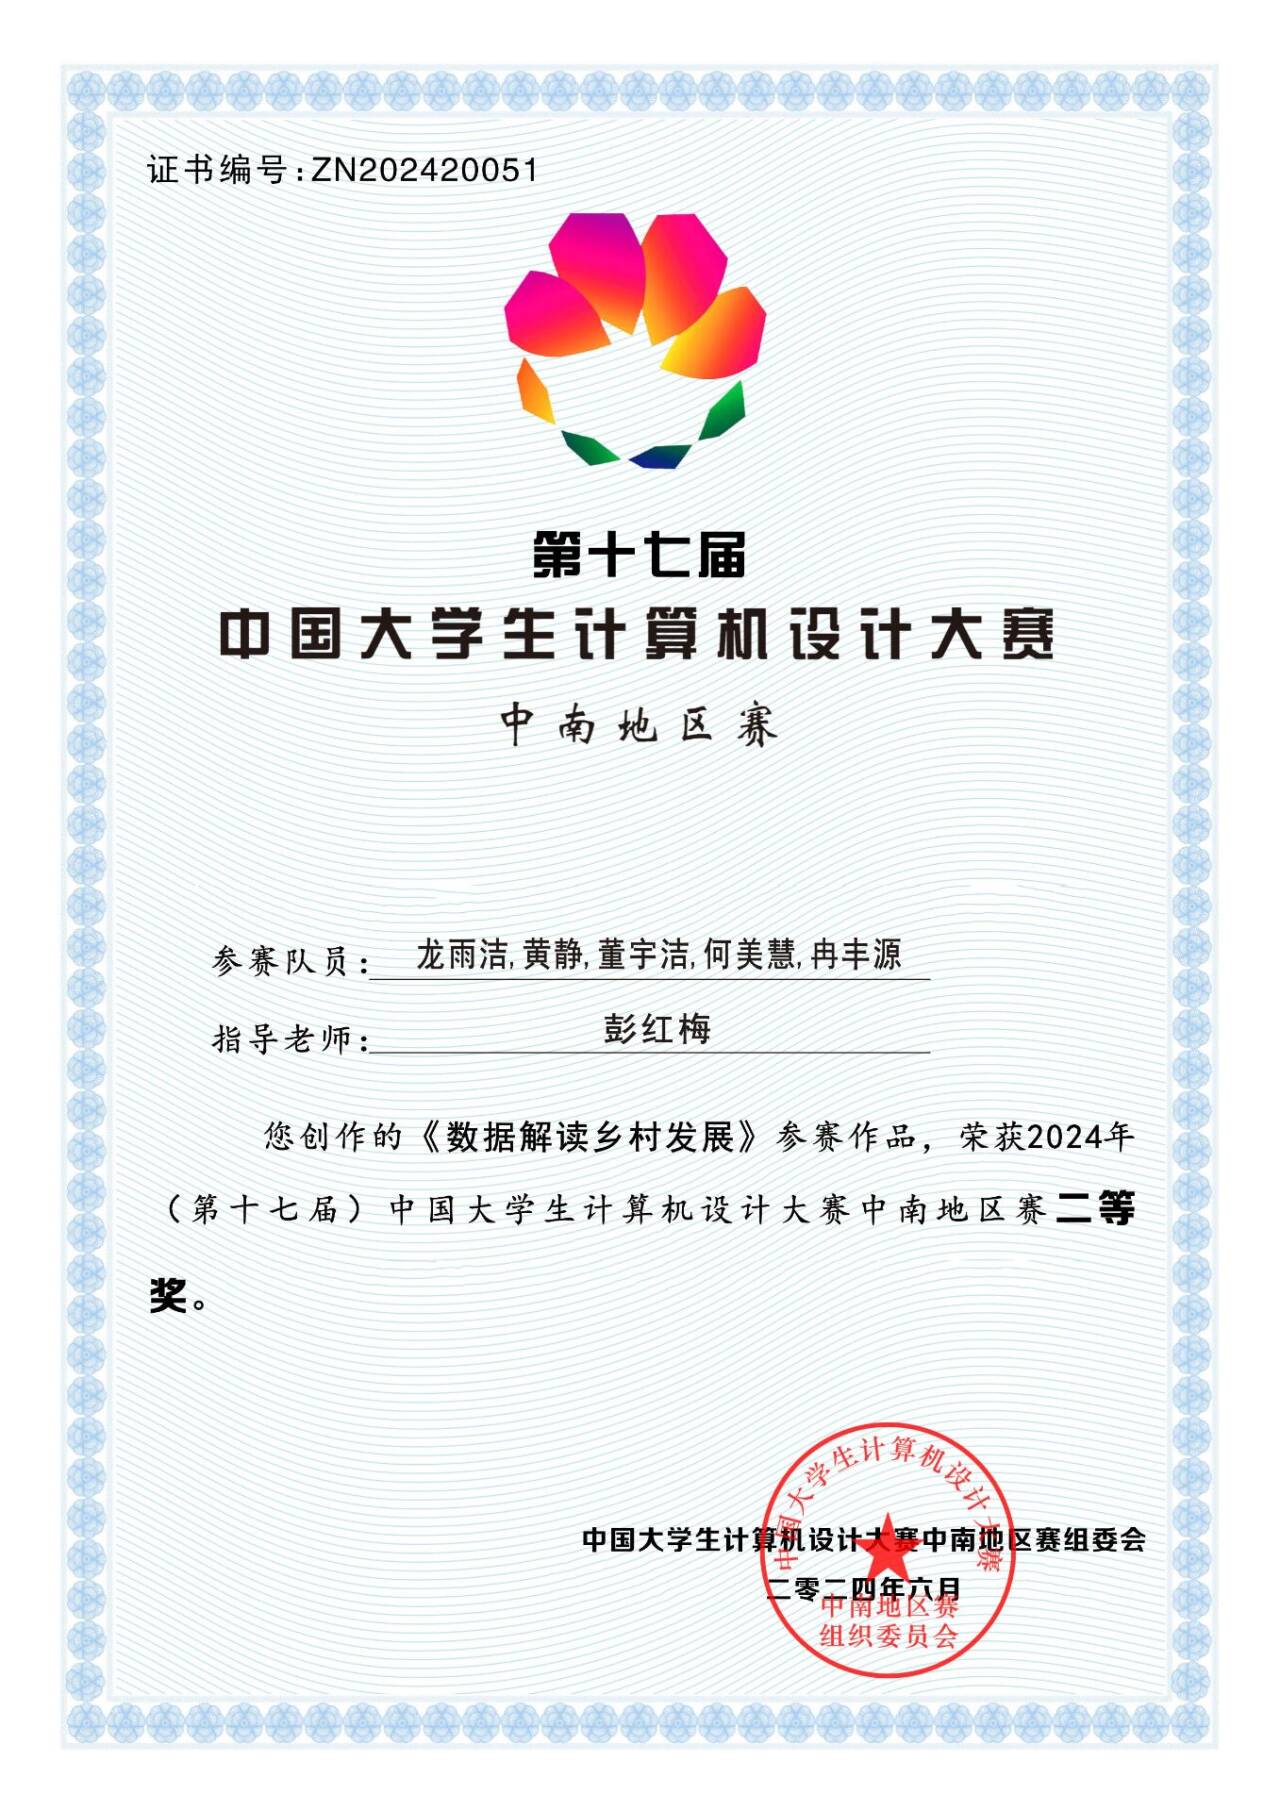 证书编号:ZN202420051
第十七届
中国大学生计算机设计大赛
中南地区赛
参赛队员:龙雨洁,黄静,董宇洁,何美慧,冉丰源
指导老师:彭红梅
您创作的《数据解读乡村发展》参赛作品，荣获2024年
（第十七届）中国大学生计算机设计大赛中南地区赛二等
奖。
中国大学生计算机设计大赛中南地区赛组委会
二零二四年六月
中国大学生计算机设计大赛
中南地区赛
组织委员会